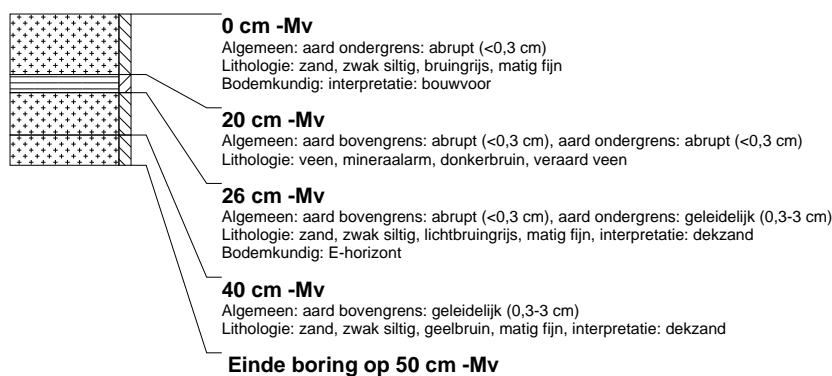 0 cm -Mv
Algemeen: aard ondergrens: abrupt (<0,3 cm)
Lithologie: zand, zwak siltig, bruingrijs, matig fijn
Bodemkundig: interpretatie: bouwvoor
20 cm -Mv
Algemeen: aard bovengrens: abrupt (<0,3 cm), aard ondergrens: abrupt (<0,3 cm)
Lithologie: veen, mineraalarm, donkerbruin, veraard veen
26 cm -Mv
Algemeen: aard bovengrens: abrupt (<0,3 cm), aard ondergrens: geleidelijk (0,3-3 cm)
Lithologie: zand, zwak siltig, lichtbruingrijs, matig fijn, interpretatie: dekzand
Bodemkundig: E-horizont
40 cm -Mv
Algemeen: aard bovengrens: geleidelijk (0,3-3 cm)
Lithologie: zand, zwak siltig, geelbruin, matig fijn, interpretatie: dekzand
Einde boring op 50 cm -Mv